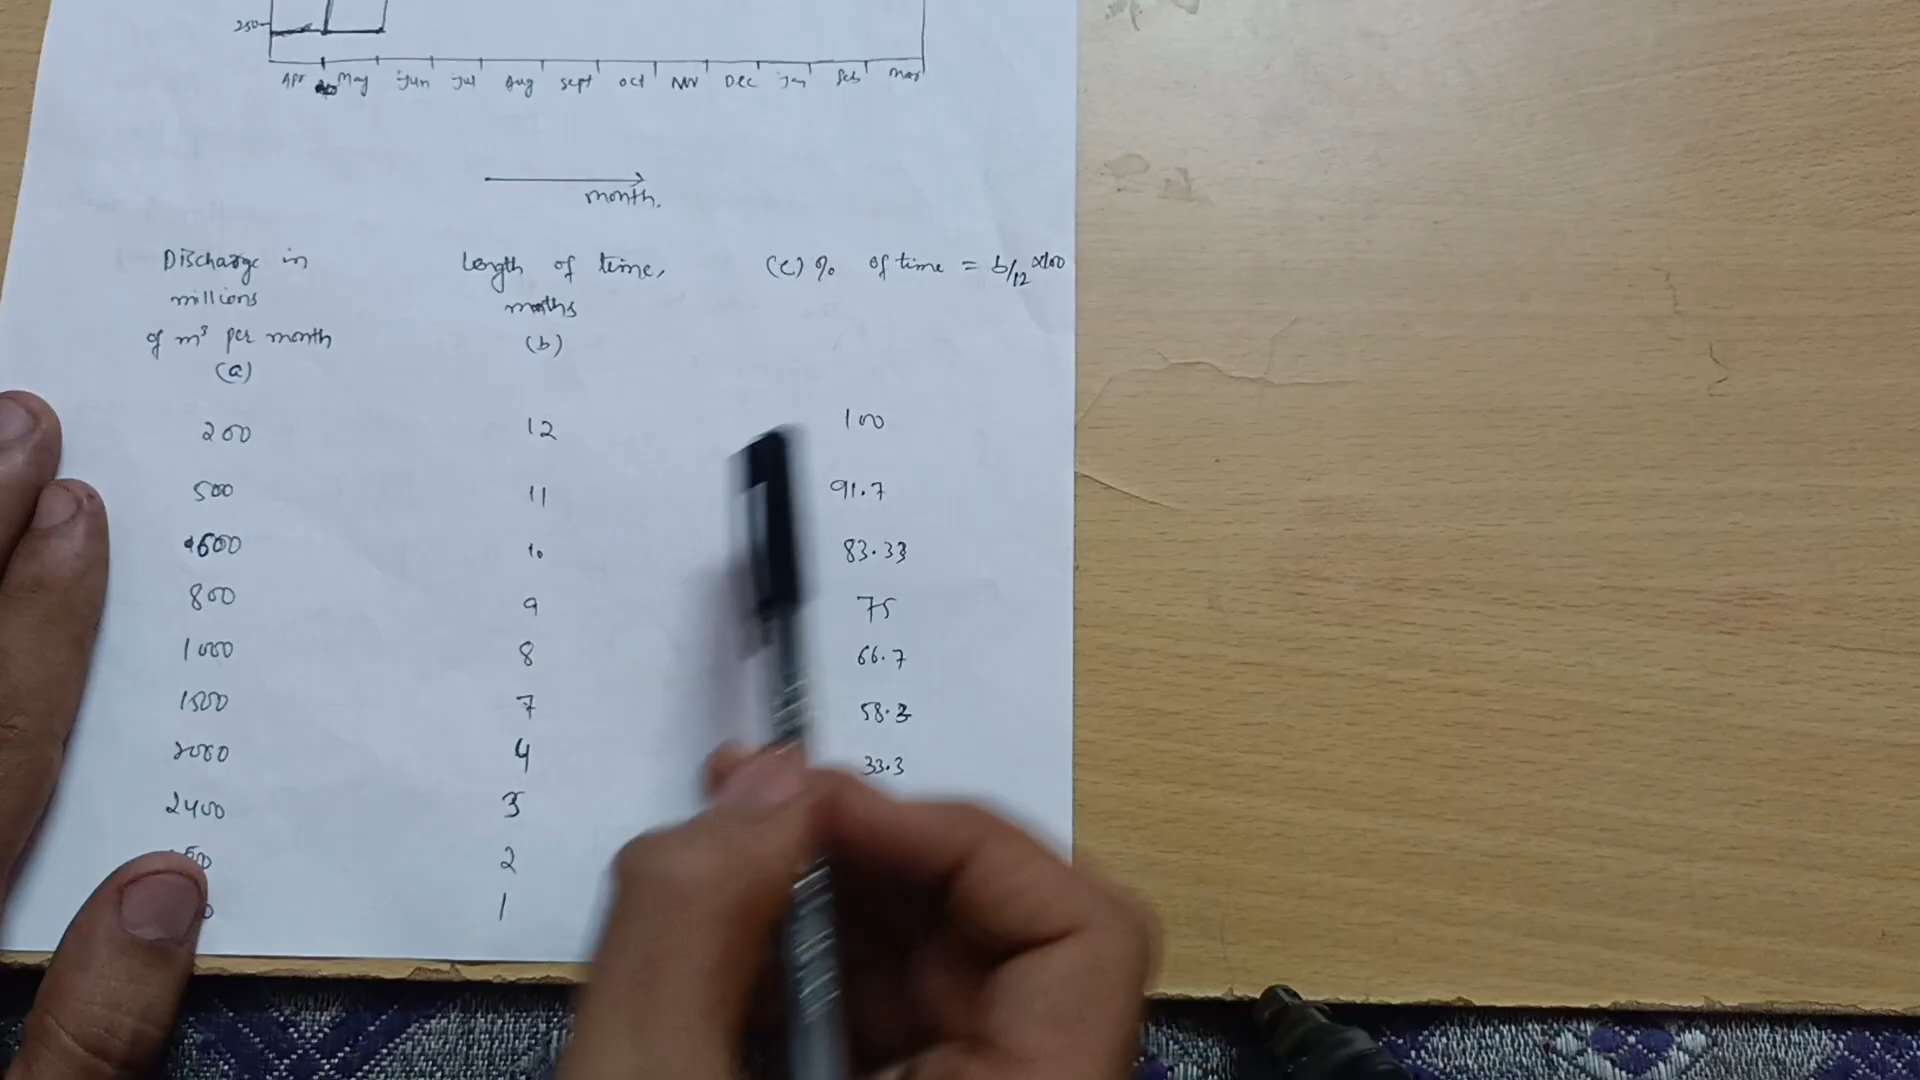 250
Apr May Jun Jul Aug sept oct Nov Dec Jan feb mar
month.
Discharge in millions of m³ per month (a)
Length of time, months (b)
(c) % of time = b/12 x100
200 12 100
500 11 91.7
600 10 83.33
800 9 75
1000 8 66.7
1500 7 58.3
2000 4 33.3
2400 3
2
1